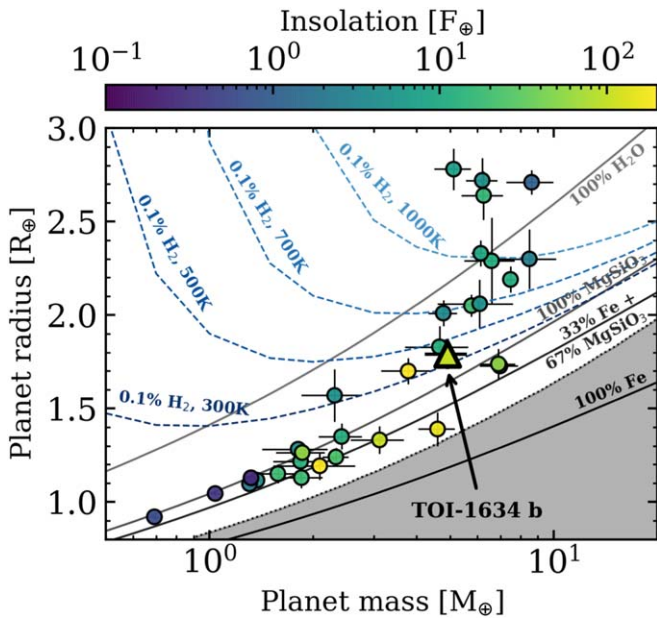 Insolation [F⊕]
10⁻¹ 10⁰ 10¹ 10²
3.0
2.5
2.0
1.5
1.0
Planet radius [R⊕]
0.1% H₂, 500K
0.1% H₂, 700K
0.1% H₂, 1000K
100% H₂O
100% MgSiO₃
33% Fe +
67% MgSiO₃
0.1% H₂, 300K
100% Fe
TOI-1634 b
10⁰ 10¹
Planet mass [M⊕]